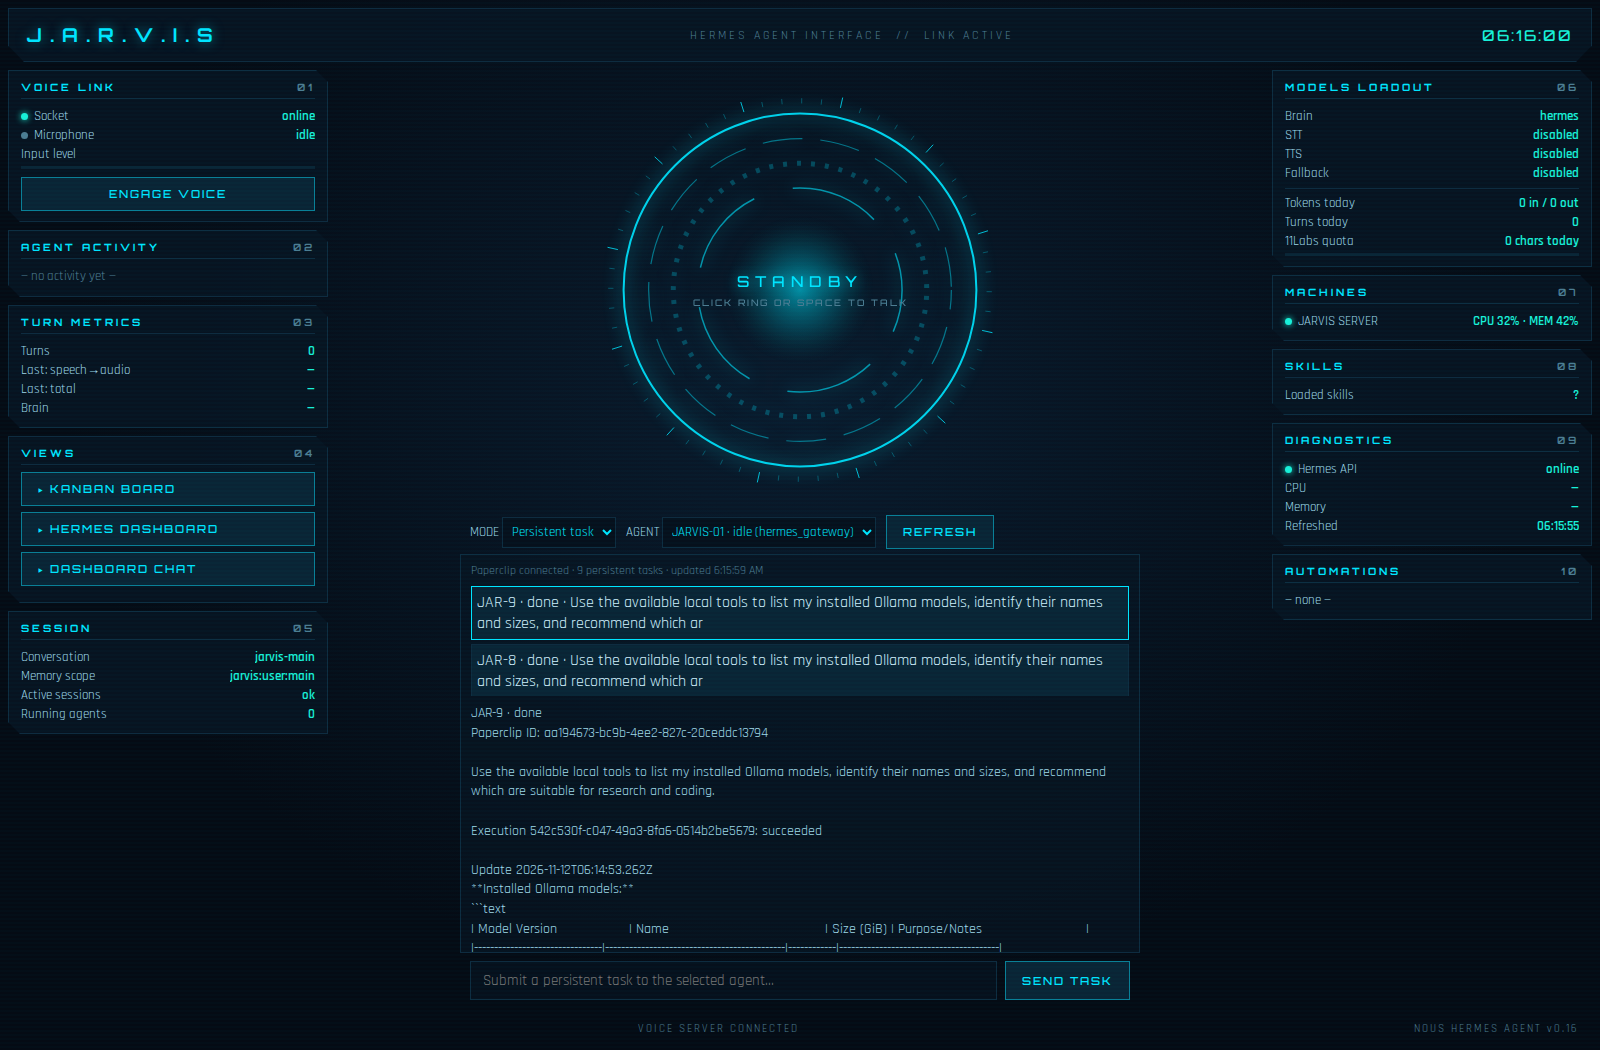 J.A.R.V.I.S
HERMES AGENT INTERFACE // LINK ACTIVE
06:16:00
VOICE LINK 01
Socket online
Microphone idle
Input level
ENGAGE VOICE
AGENT ACTIVITY 02
— no activity yet —
TURN METRICS 03
Turns 0
Last: speech→audio —
Last: total —
Brain —
VIEWS 04
▸ KANBAN BOARD
▸ HERMES DASHBOARD
▸ DASHBOARD CHAT
SESSION 05
Conversation jarvis-main
Memory scope jarvis:user:main
Active sessions ok
Running agents 0
STANDBY
CLICK RING OR SPACE TO TALK
MODE Persistent task AGENT JARVIS-01 · idle (hermes_gateway) REFRESH
Paperclip connected · 9 persistent tasks · updated 6:15:59 AM
JAR-9 · done · Use the available local tools to list my installed Ollama models, identify their names
and sizes, and recommend which ar
JAR-8 · done · Use the available local tools to list my installed Ollama models, identify their names
and sizes, and recommend which ar
JAR-9 · done
Paperclip ID: aa194673-bc9b-4ee2-827c-20ceddc13794
Use the available local tools to list my installed Ollama models, identify their names and sizes, and recommend
which are suitable for research and coding.
Execution 542c530f-c047-49a3-8fa6-0514b2be5679: succeeded
Update 2026-11-12T06:14:53.262Z
**Installed Ollama models:**
```text
| Model Version | Name | Size (GiB) | Purpose/Notes |
|--------------------------------|---------------------------------------------|------------|----------------------------------------|
Submit a persistent task to the selected agent...
SEND TASK
MODELS LOADOUT 06
Brain hermes
STT disabled
TTS disabled
Fallback disabled
Tokens today 0 in / 0 out
Turns today 0
11Labs quota 0 chars today
MACHINES 07
JARVIS SERVER CPU 32% · MEM 42%
SKILLS 08
Loaded skills ?
DIAGNOSTICS 09
Hermes API online
CPU —
Memory —
Refreshed 06:15:55
AUTOMATIONS 10
— none —
VOICE SERVER CONNECTED
NOUS HERMES AGENT v0.16